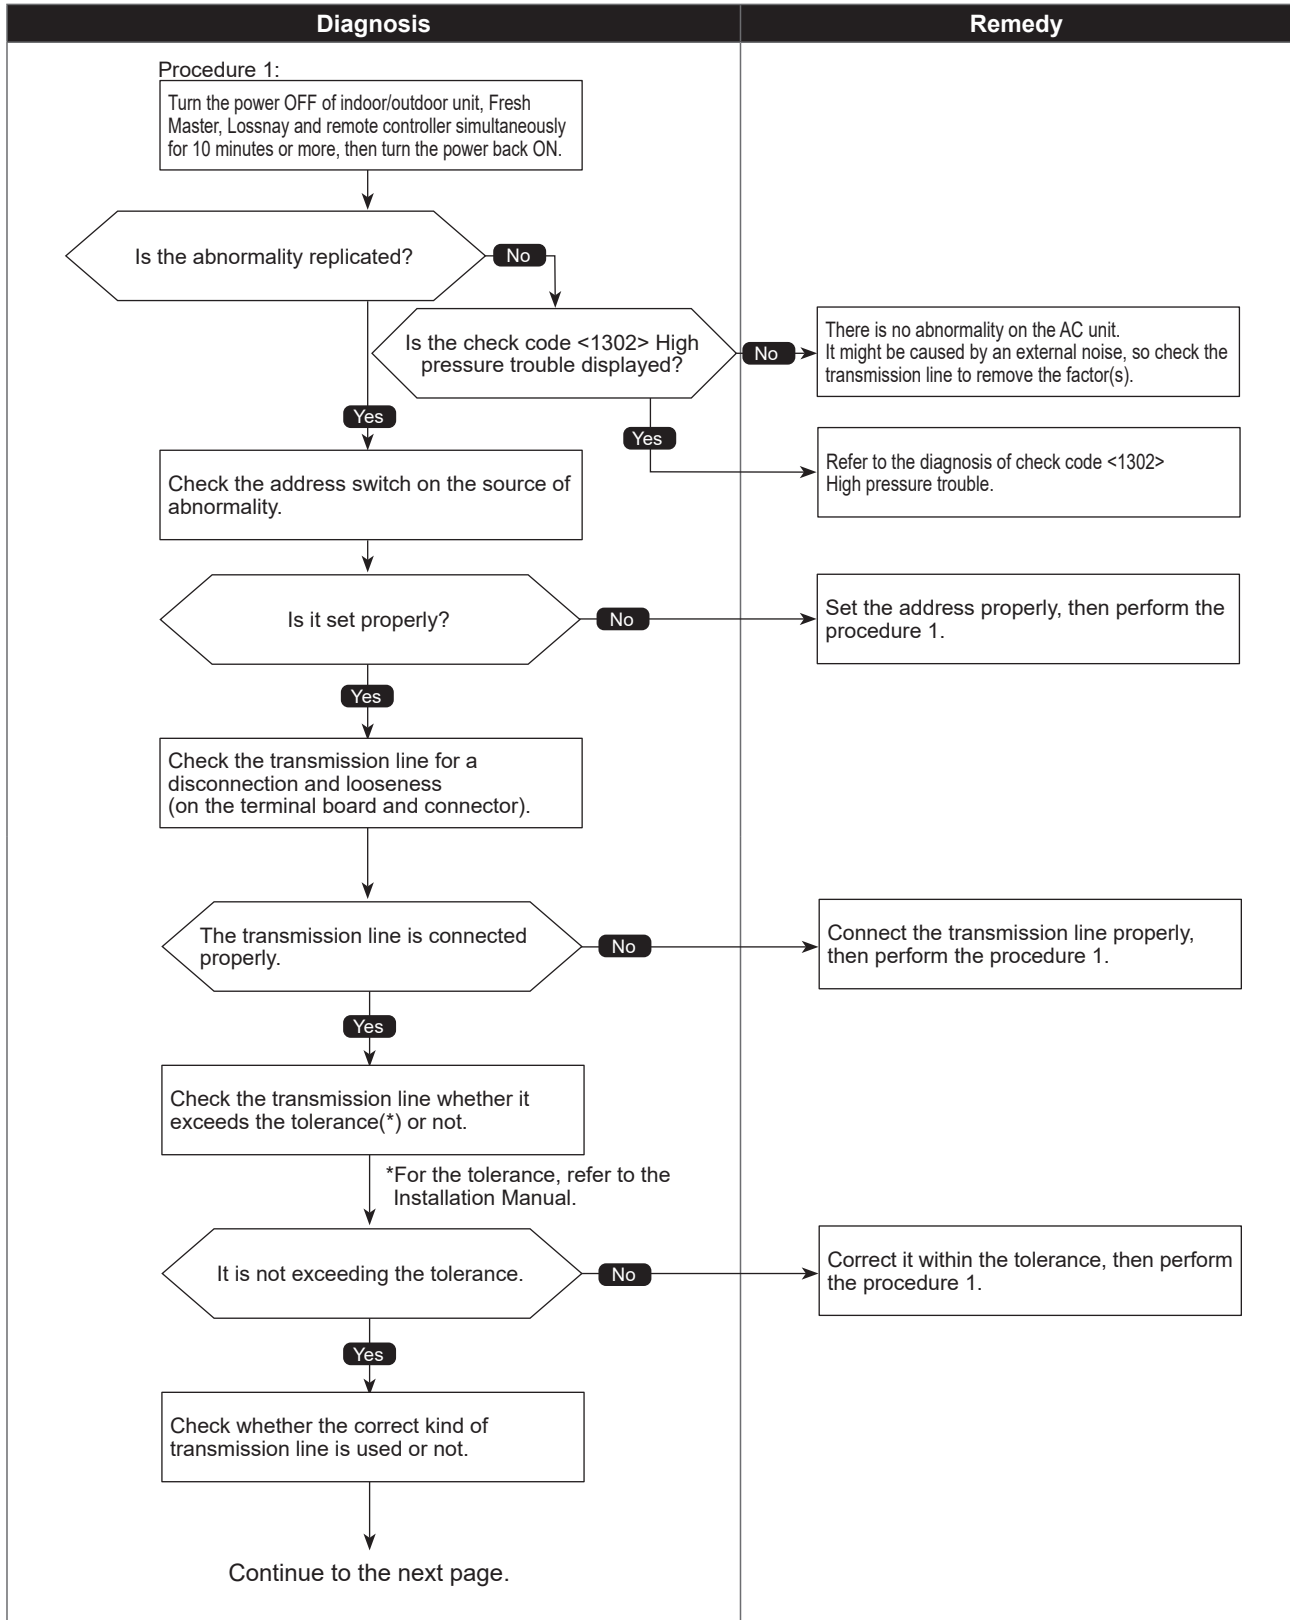 Diagnosis
Remedy
Procedure 1:
Turn the power OFF of indoor/outdoor unit, Fresh
Master, Lossnay and remote controller simultaneously
for 10 minutes or more, then turn the power back ON.
Is the abnormality replicated?
No
Is the check code <1302> High
pressure trouble displayed?
No
There is no abnormality on the AC unit.
It might be caused by an external noise, so check the
transmission line to remove the factor(s).
Yes
Yes
Refer to the diagnosis of check code <1302>
High pressure trouble.
Check the address switch on the source of
abnormality.
Is it set properly?
No
Set the address properly, then perform the
procedure 1.
Yes
Check the transmission line for a
disconnection and looseness
(on the terminal board and connector).
The transmission line is connected
properly.
No
Connect the transmission line properly,
then perform the procedure 1.
Yes
Check the transmission line whether it
exceeds the tolerance(*) or not.
*For the tolerance, refer to the
Installation Manual.
It is not exceeding the tolerance.
No
Correct it within the tolerance, then perform
the procedure 1.
Yes
Check whether the correct kind of
transmission line is used or not.
Continue to the next page.